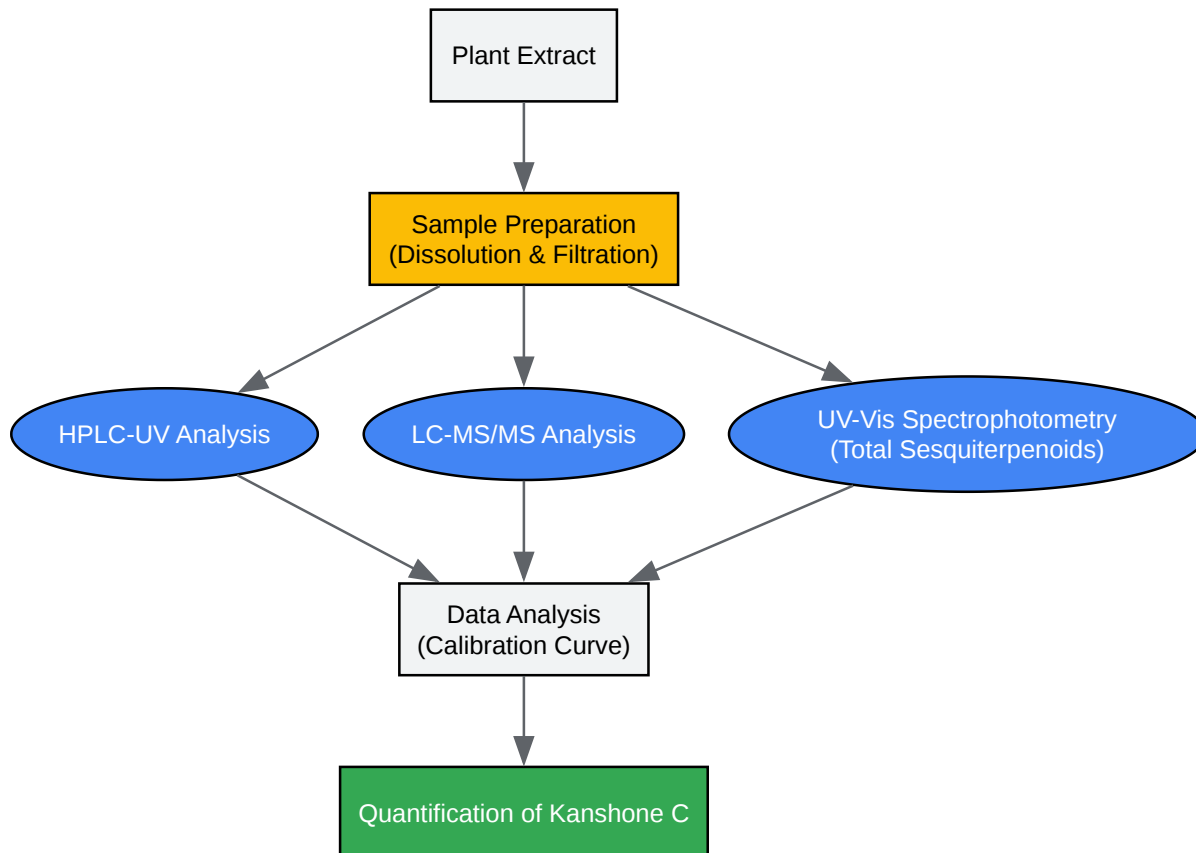 Plant Extract
Sample Preparation
(Dissolution & Filtration)
HPLC-UV Analysis
LC-MS/MS Analysis
UV-Vis Spectrophotometry
(Total Sesquiterpenoids)
Data Analysis
(Calibration Curve)
Quantification of Kanshone C